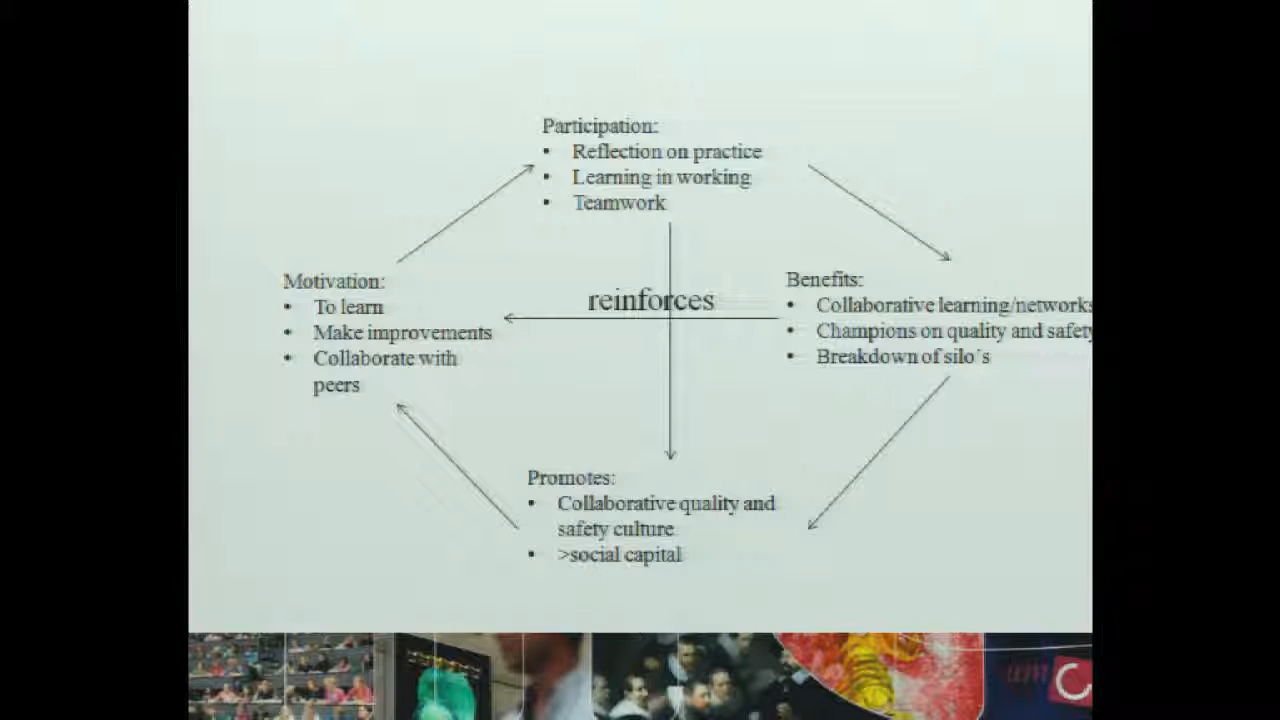 Participation:
• Reflection on practice
• Learning in working
• Teamwork
Motivation:
• To learn
• Make improvements
• Collaborate with
peers
reinforces
Benefits:
• Collaborative learning/networks
• Champions on quality and safety
• Breakdown of silo´s
Promotes:
• Collaborative quality and
safety culture
• >social capital
um